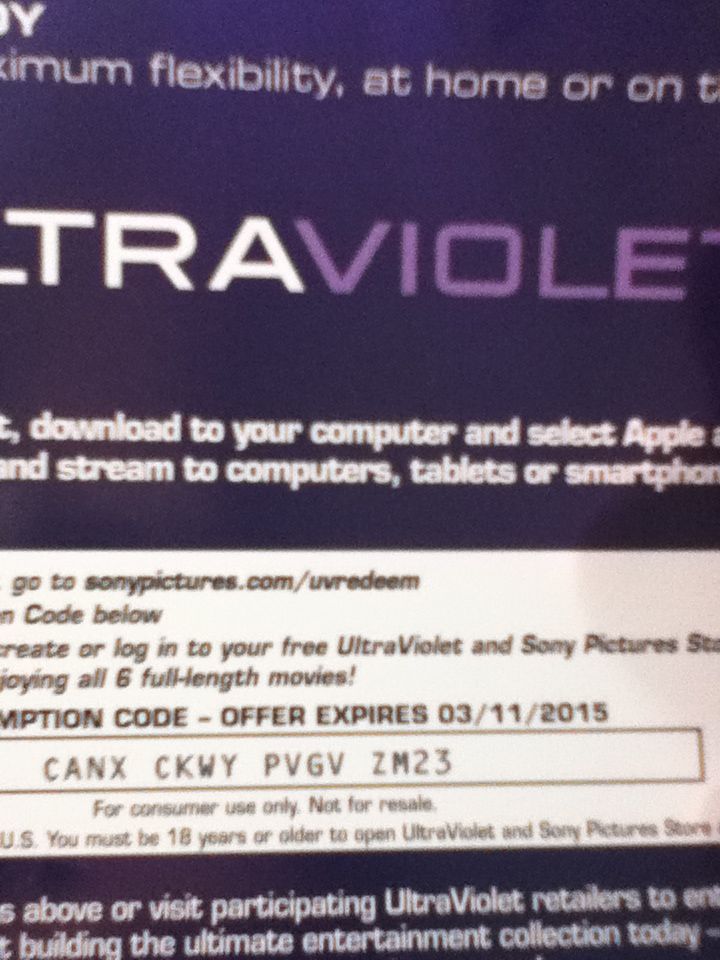 DY
ximum flexibility, at home or on t
LTRAVIOLET
t, download to your computer and select Apple a
and stream to computers, tablets or smartphon
go to sonypictures.com/uvredeem
n Code below
create or log in to your free UltraViolet and Sony Pictures Sto
joying all 6 full-length movies!
MPTION CODE – OFFER EXPIRES 03/11/2015
CANX CKWY PVGV ZM23
For consumer use only. Not for resale.
U.S. You must be 18 years or older to open UltraViolet and Sony Pictures Store
s above or visit participating UltraViolet retailers to en
t building the ultimate entertainment collection today –